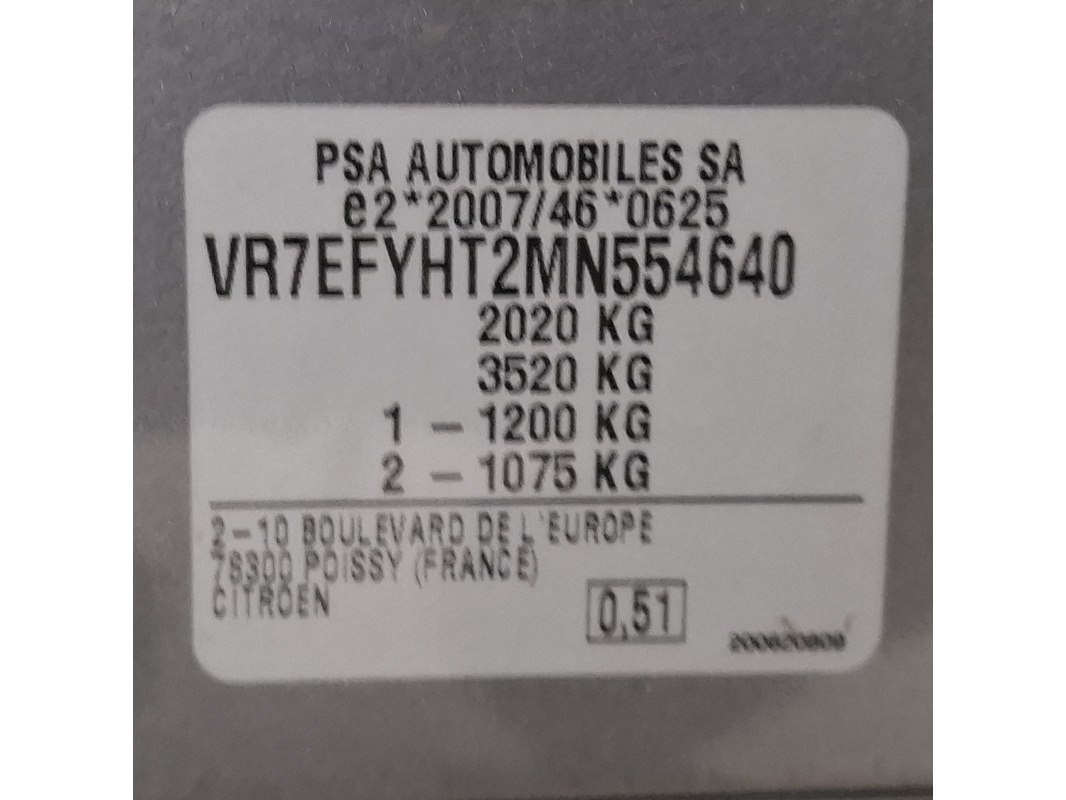 PSA AUTOMOBILES SA
e2*2007/46*0625
VR7EFYHT2MN554640
2020 KG
3520 KG
1 – 1200 KG
2 – 1075 KG
2–10 BOULEVARD DE L'EUROPE
78300 POISSY (FRANCE)
CITROEN
0,51